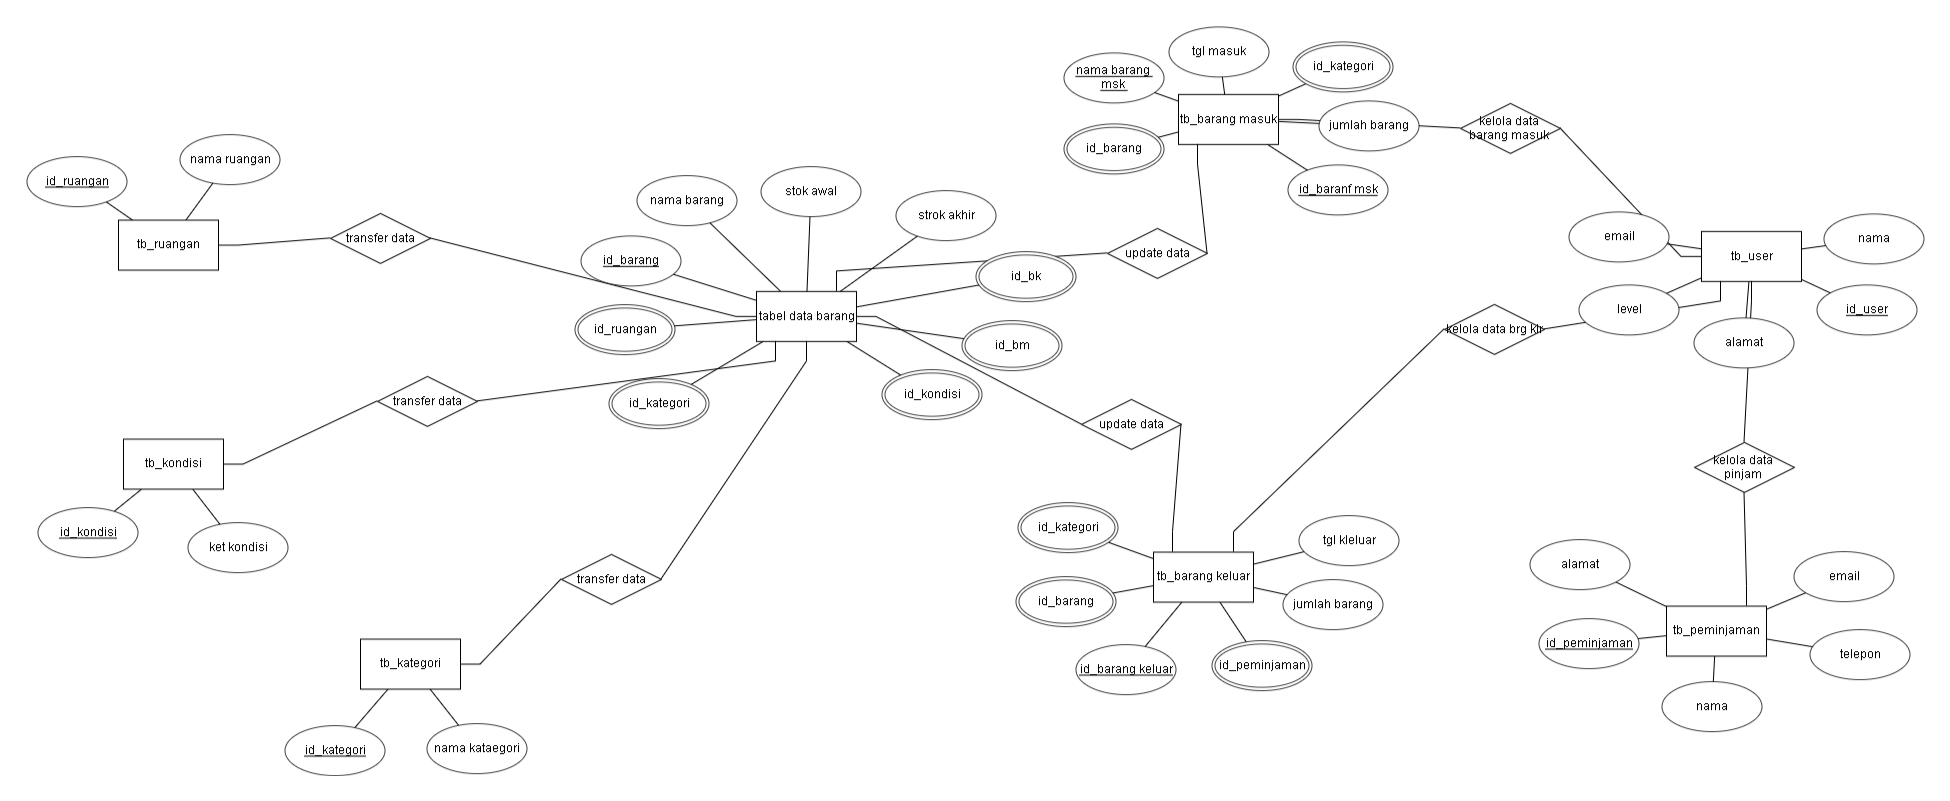 tgl masuk
id_kategori
nama barang
msk
tb_barang masuk
jumlah barang
kelola data
barang masuk
id_barang
id_baranf msk
nama ruangan
id_ruangan
tb_ruangan
transfer data
nama barang
stok awal
strok akhir
id_barang
id_bk
update data
email
nama
tb_user
level
id_user
alamat
id_ruangan
tabel data barang
id_bm
kelola data brg klr
transfer data
id_kategori
id_kondisi
update data
tb_kondisi
kelola data
pinjam
id_kondisi
ket kondisi
id_kategori
tgl kleluar
transfer data
tb_barang keluar
id_barang
jumlah barang
id_barang keluar
id_peminjaman
alamat
email
id_peminjaman
tb_peminjaman
telepon
nama
tb_kategori
id_kategori
nama kataegori